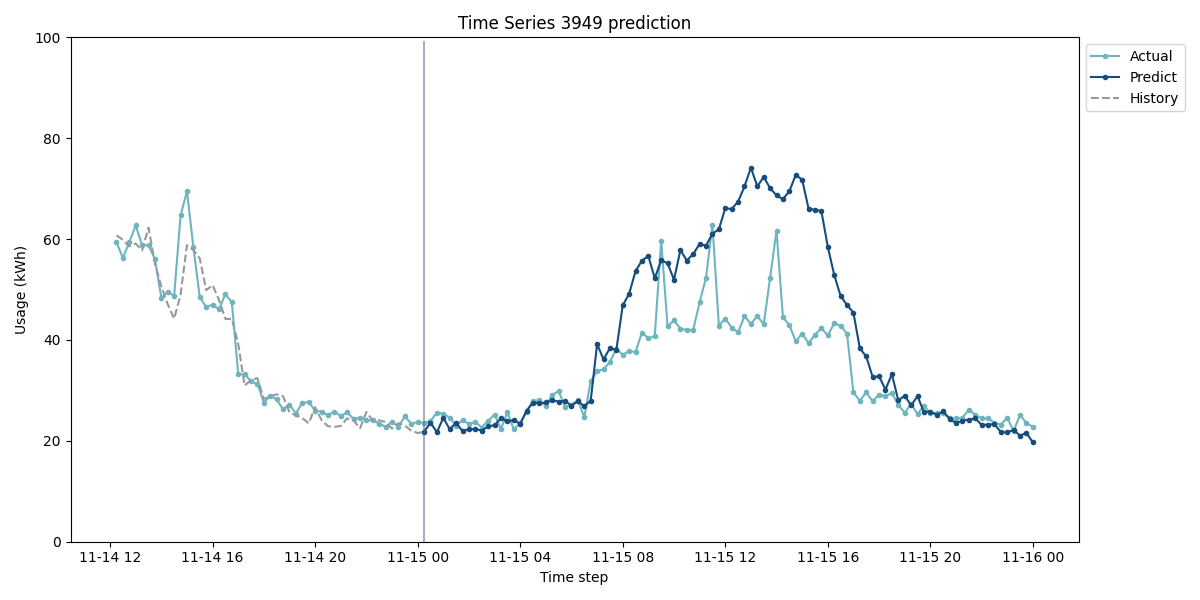 Time Series 3949 prediction
Usage (kWh)
100
80
60
40
20
0
11-14 12
11-14 16
11-14 20
11-15 00
11-15 04
11-15 08
11-15 12
11-15 16
11-15 20
11-16 00
Time step
Actual
Predict
History